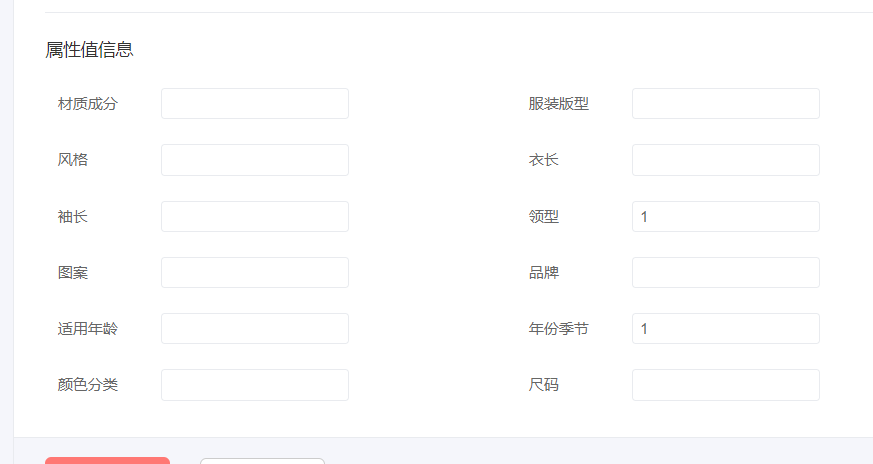 属性值信息
材质成分
服装版型
风格
衣长
袖长
领型 1
图案
品牌
适用年龄
年份季节 1
颜色分类
尺码